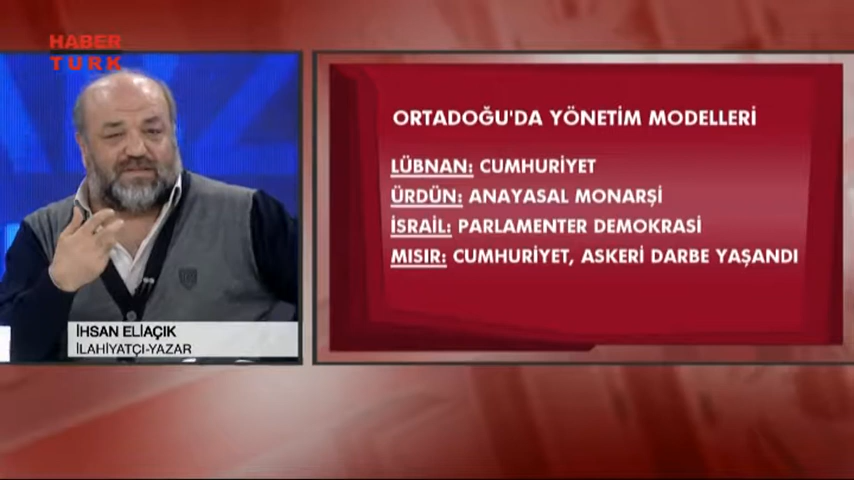 HABER
TÜRK
ORTADOĞU'DA YÖNETİM MODELLERİ
LÜBNAN: CUMHURİYET
ÜRDÜN: ANAYASAL MONARŞİ
İSRAİL: PARLAMENTER DEMOKRASİ
MISIR: CUMHURİYET, ASKERİ DARBE YAŞANDI
İHSAN ELİAÇIK
İLAHİYATÇI-YAZAR